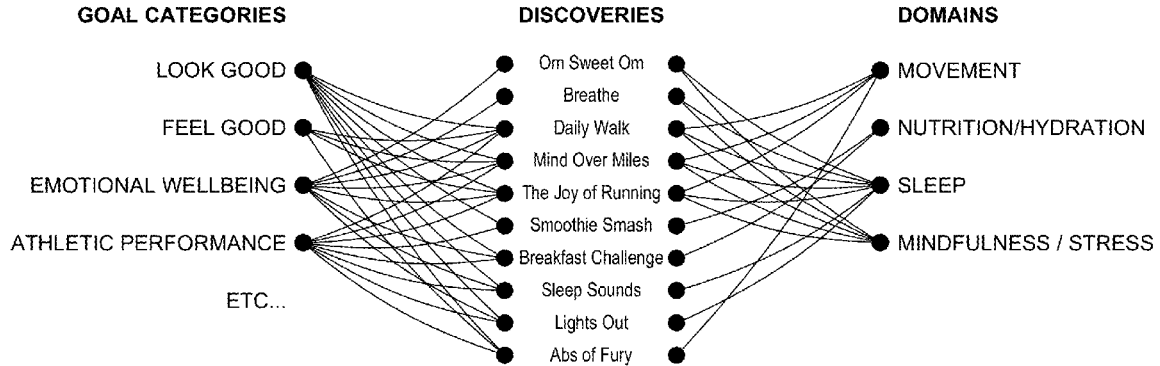 GOAL CATEGORIES DISCOVERIES DOMAINS
LOOK GOOD
FEEL GOOD
EMOTIONAL WELLBEING
ATHLETIC PERFORMANCE
ETC...
Om Sweet Om
Breathe
Daily Walk
Mind Over Miles
The Joy of Running
Smoothie Smash
Breakfast Challenge
Sleep Sounds
Lights Out
Abs of Fury
MOVEMENT
NUTRITION/HYDRATION
SLEEP
MINDFULNESS / STRESS